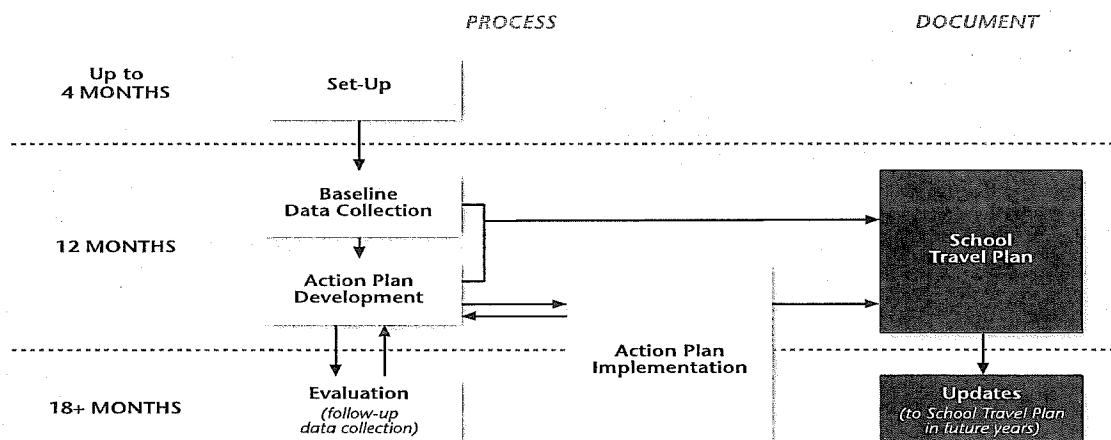 PROCESS
DOCUMENT
Up to
4 MONTHS
Set-Up
12 MONTHS
Baseline
Data Collection
Action Plan
Development
School
Travel Plan
Action Plan
Implementation
18+ MONTHS
Evaluation
(follow-up
data collection)
Updates
(to School Travel Plan
in future years)